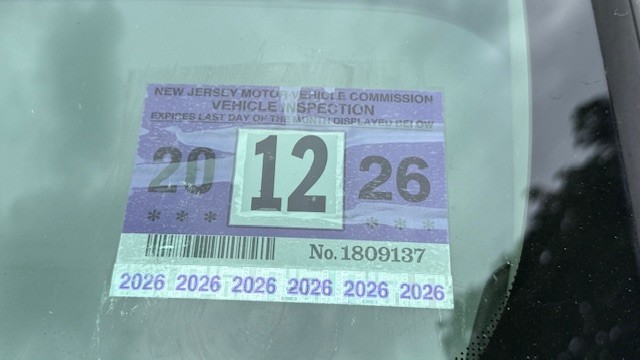 NEW JERSEY MOTOR VEHICLE COMMISSION
VEHICLE INSPECTION
EXPIRES LAST DAY OF THE MONTH DISPLAYED BELOW
20 12 26
* * * * * *
No. 1809137
2026 2026 2026 2026 2026 2026